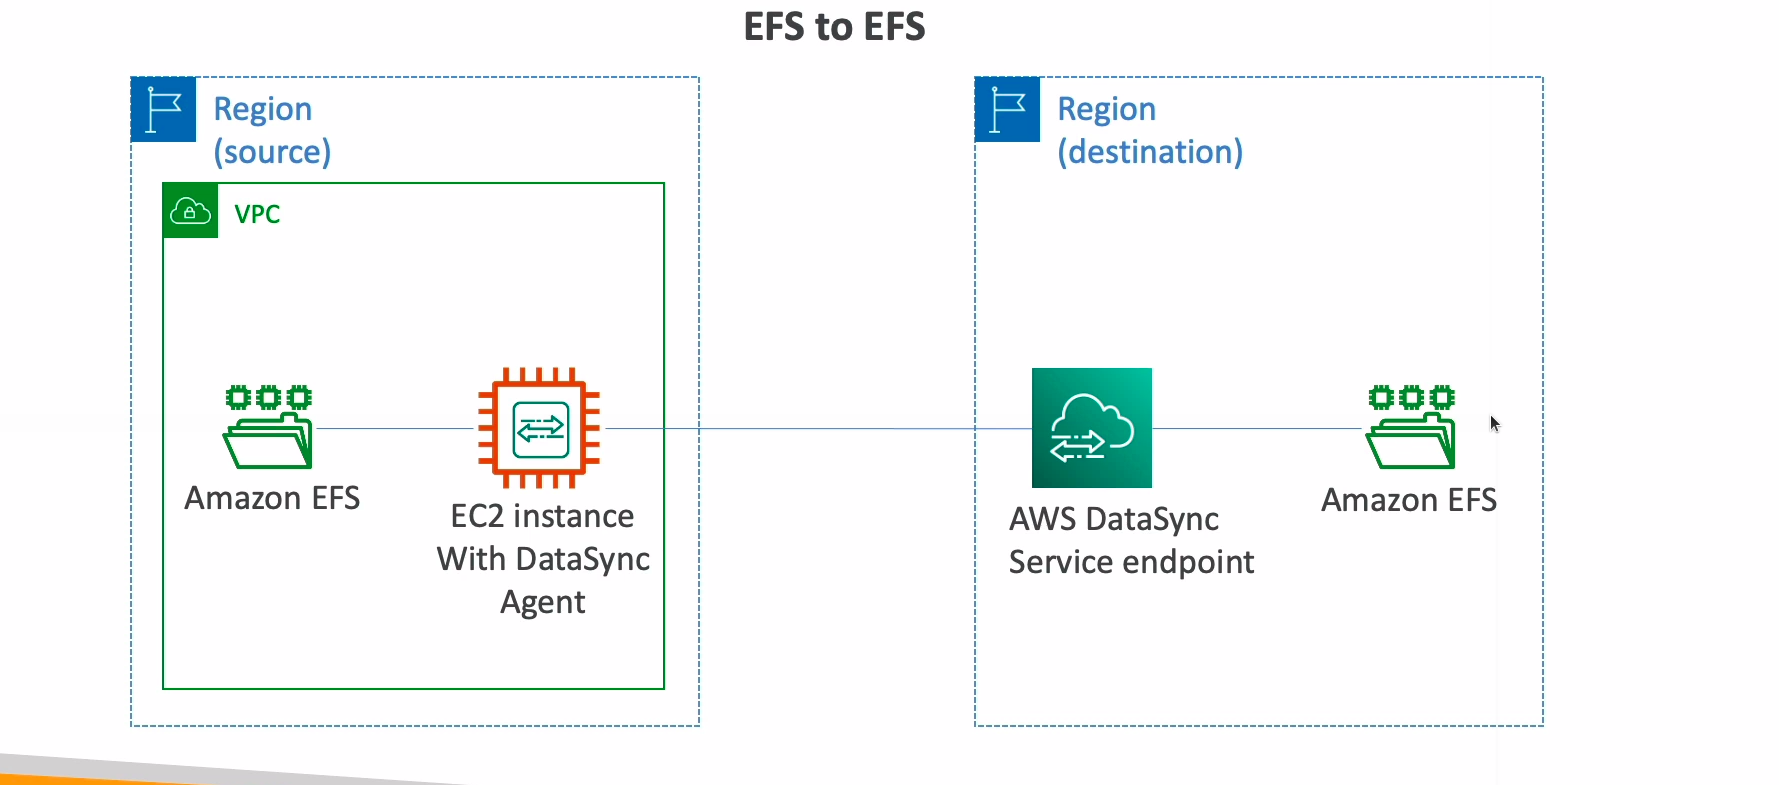 EFS to EFS
Region
(source)
VPC
Amazon EFS
EC2 instance
With DataSync
Agent
Region
(destination)
AWS DataSync
Service endpoint
Amazon EFS